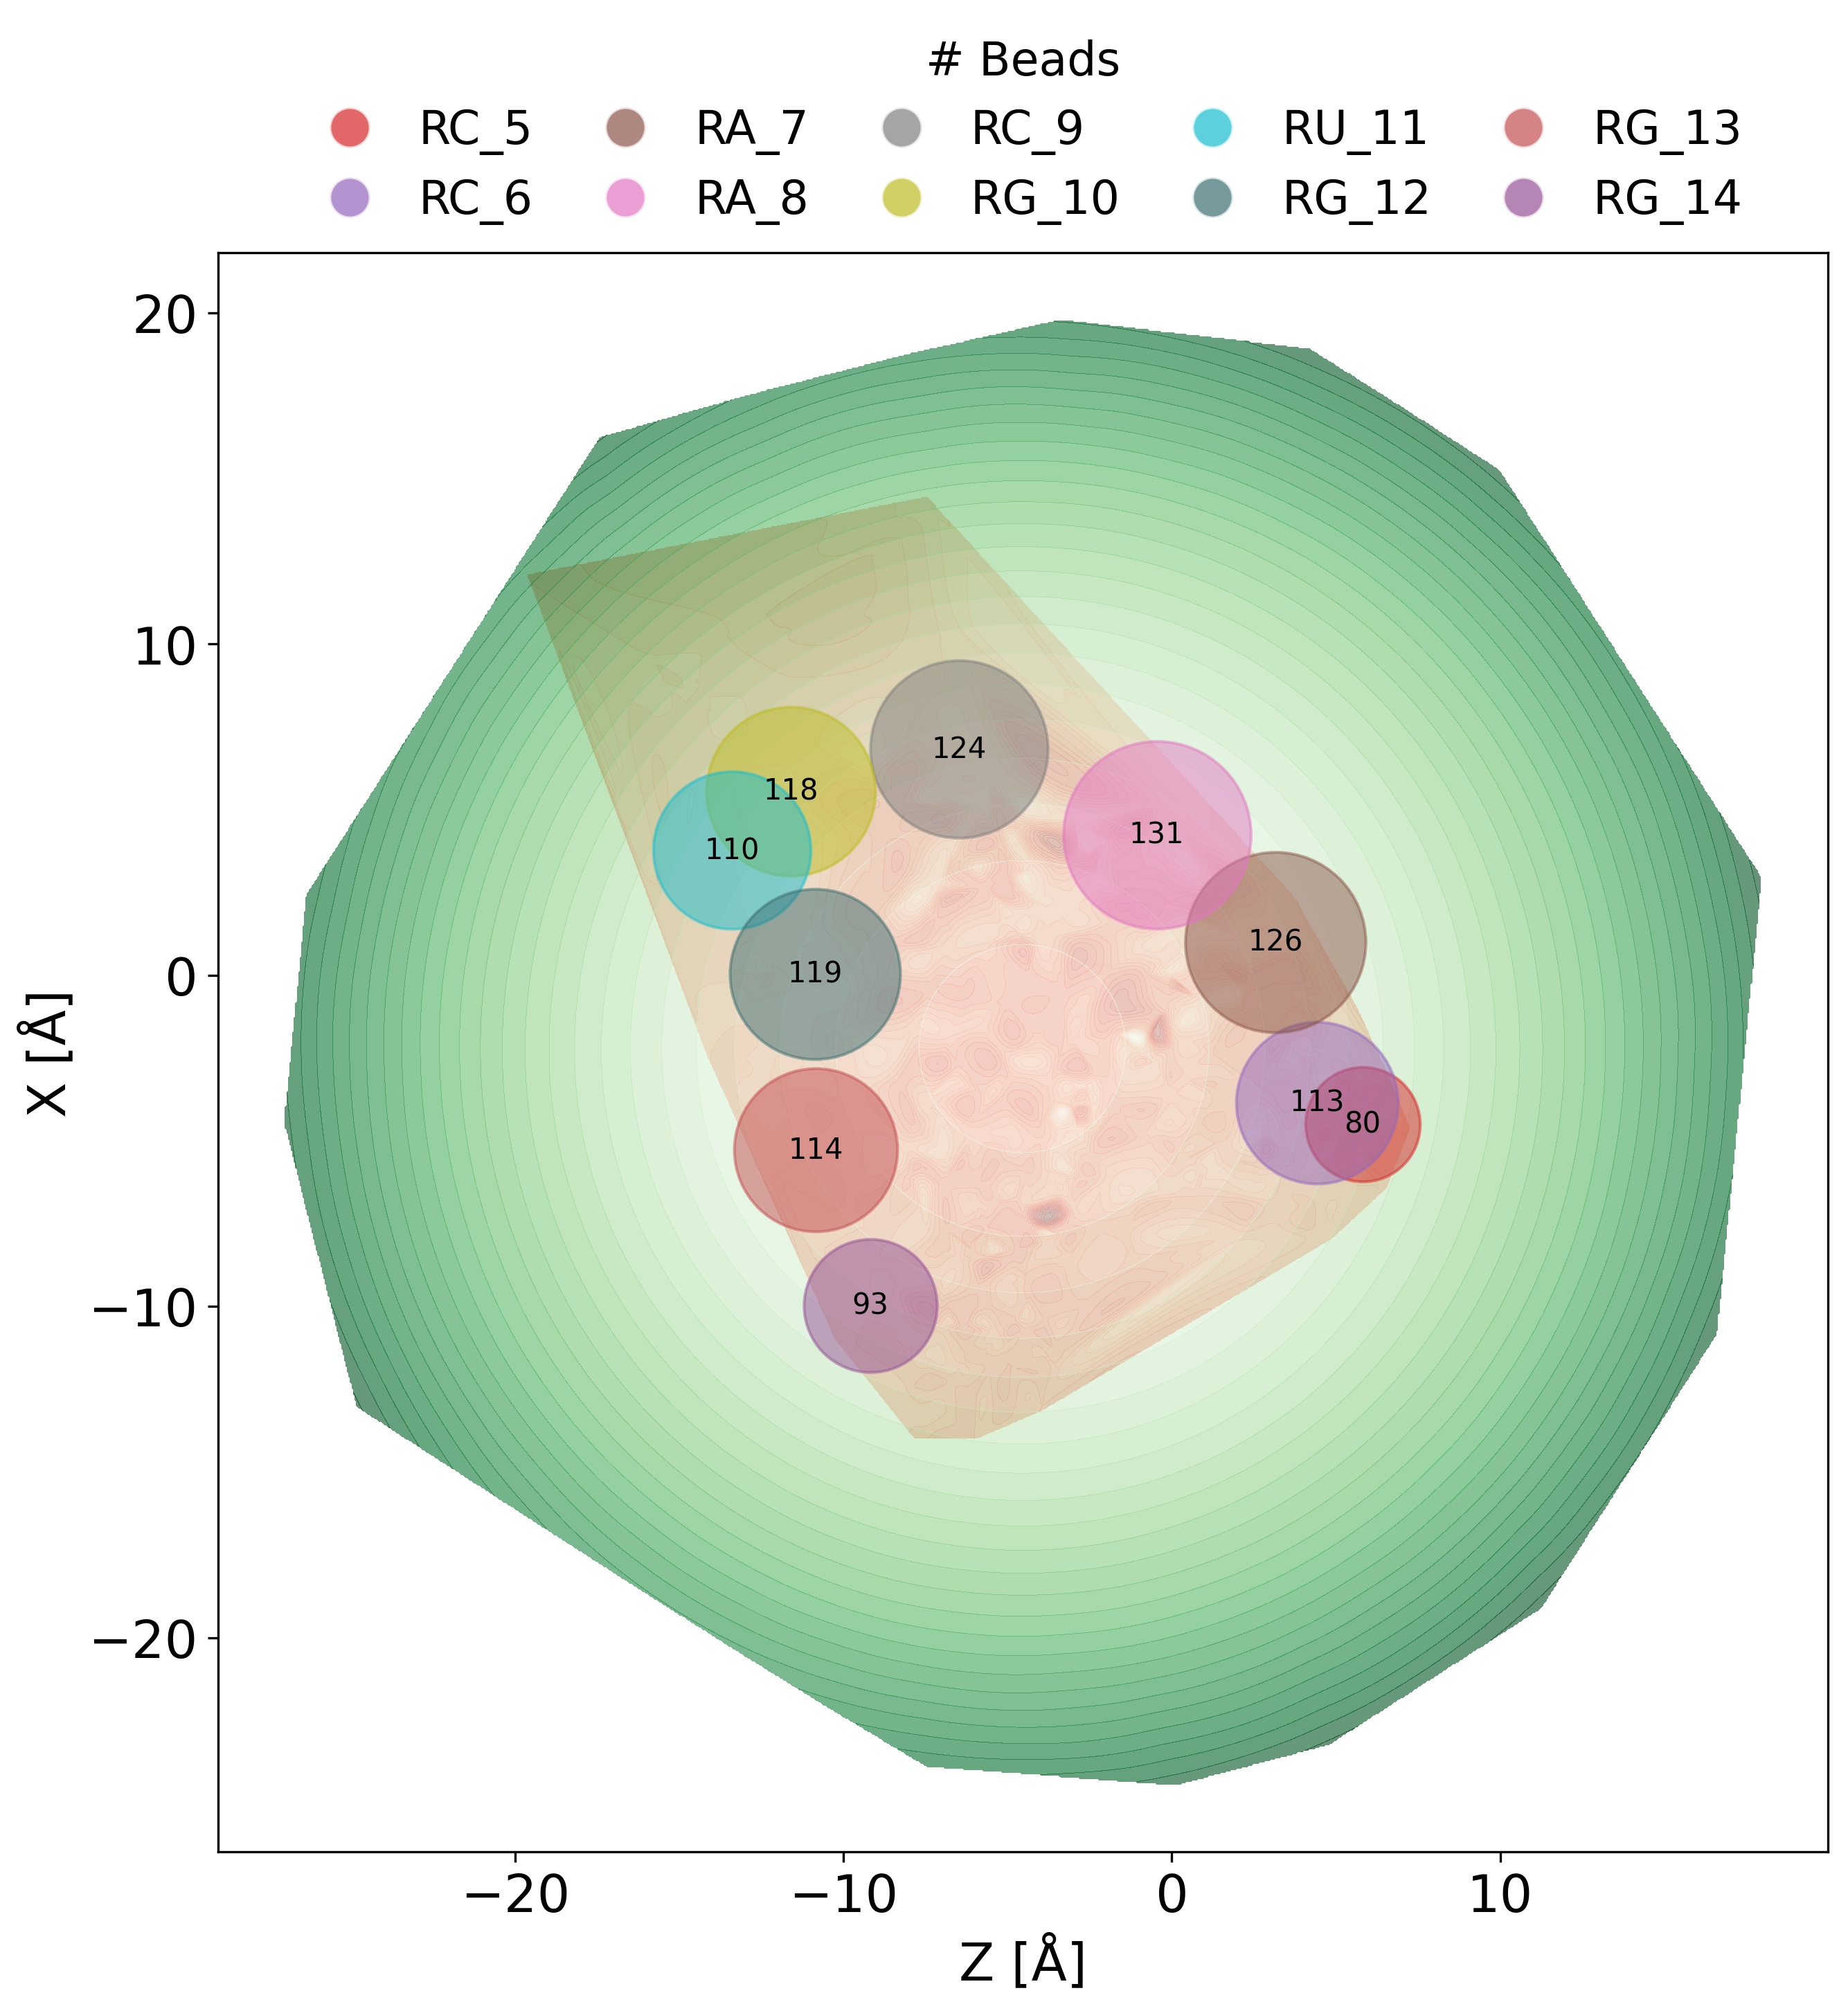 # Beads
RC_5 RA_7 RC_9 RU_11 RG_13
RC_6 RA_8 RG_10 RG_12 RG_14
20
10
0
−10
−20
X [Å]
124
118
131
110
126
119
113
80
114
93
−20 −10 0 10
Z [Å]